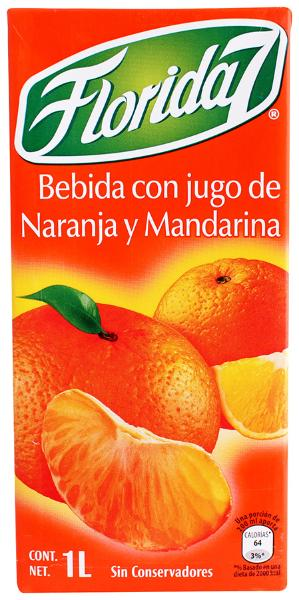 Florida7®
Bebida con jugo de
Naranja y Mandarina
Una porción de
200 ml aporta
CALORÍAS*
64
3%*
*% Basado en una
dieta de 2000 kcal.
CONT.
NET. 1L
Sin Conservadores